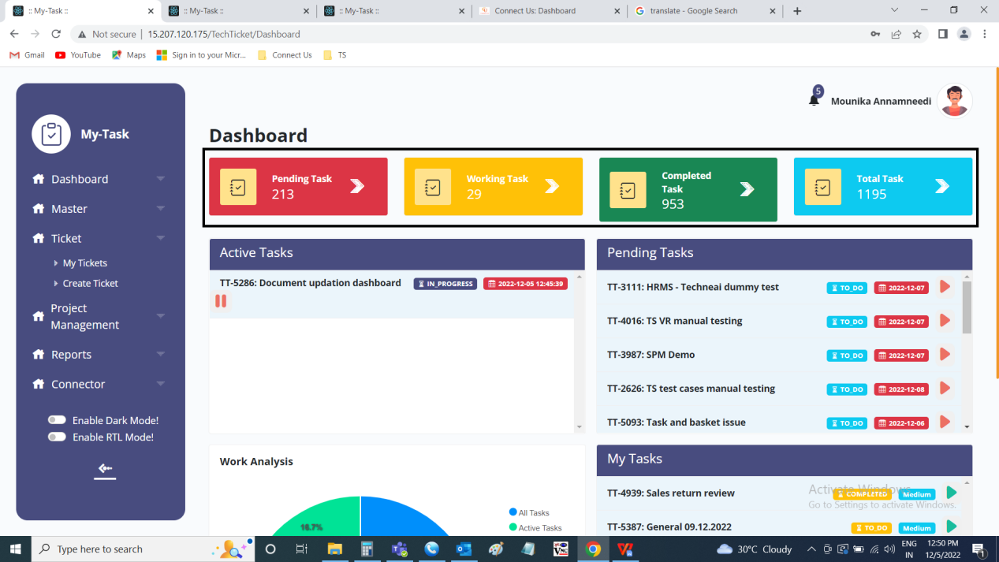 :: My-Task ::
:: My-Task ::
:: My-Task ::
Connect Us: Dashboard
translate - Google Search
Not secure
15.207.120.175/TechTicket/Dashboard
Gmail
YouTube
Maps
Sign in to your Micr...
Connect Us
TS
5
Mounika Annamneedi
My-Task
Dashboard
Master
Ticket
My Tickets
Create Ticket
Project
Management
Reports
Connector
Enable Dark Mode!
Enable RTL Mode!
Dashboard
Pending Task
213
Working Task
29
Completed
Task
953
Total Task
1195
Active Tasks
TT-5286: Document updation dashboard IN_PROGRESS 2022-12-05 12:45:39
Pending Tasks
TT-3111: HRMS - Techneai dummy test TO_DO 2022-12-07
TT-4016: TS VR manual testing TO_DO 2022-12-07
TT-3987: SPM Demo TO_DO 2022-12-07
TT-2626: TS test cases manual testing TO_DO 2022-12-08
TT-5093: Task and basket issue TO_DO 2022-12-06
Work Analysis
16.7%
All Tasks
Active Tasks
My Tasks
TT-4939: Sales return review COMPLETED Medium
TT-5387: General 09.12.2022 TO_DO Medium
Activate Windows
Go to Settings to activate Windows.
Type here to search
30°C Cloudy
ENG
IN
12:50 PM
12/5/2022
1